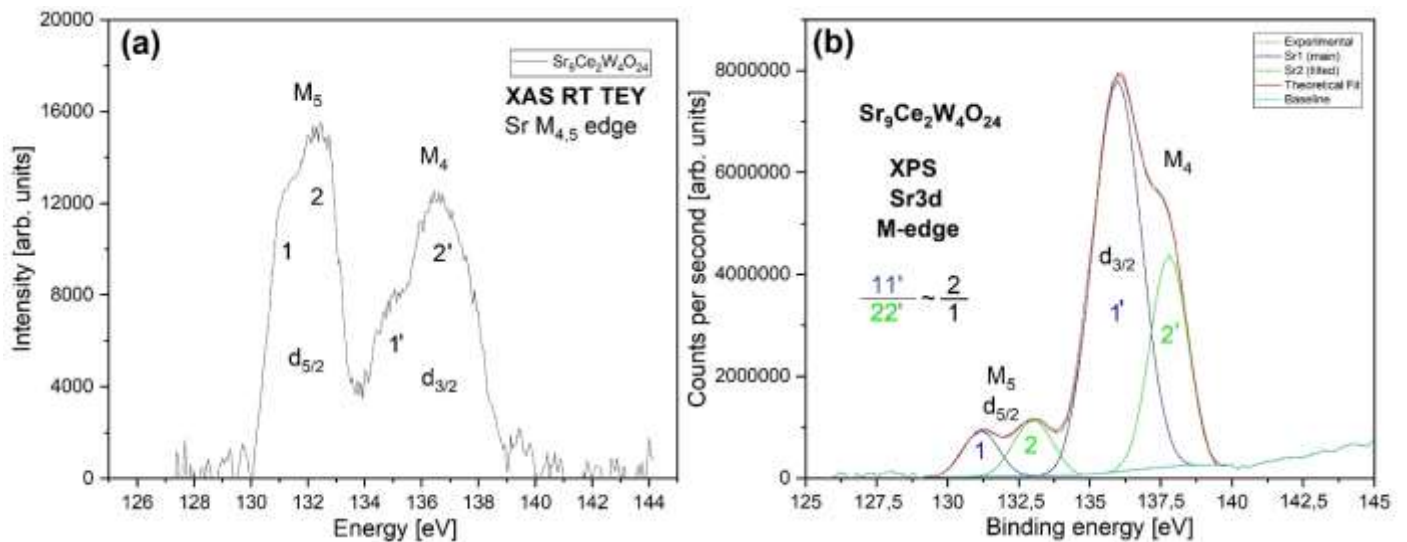 (a)
Sr₉Ce₂W₄O₂₄
XAS RT TEY
Sr M₄,₅ edge
M₅
M₄
1
2
1'
2'
d₅/₂
d₃/₂
20000
16000
12000
8000
4000
0
126 128 130 132 134 136 138 140 142 144
Intensity [arb. units]
Energy [eV]
(b)
Experimental
Sr1 (main)
Sr2 (tilted)
Theoretical Fit
Baseline
Sr₉Ce₂W₄O₂₄
XPS
Sr3d
M-edge
11'
22'
~
2
1
M₄
d₃/₂
1'
2'
M₅
d₅/₂
1
2
8000000
6000000
4000000
2000000
0
125 127,5 130 132,5 135 137,5 140 142,5 145
Counts per second [arb. units]
Binding energy [eV]